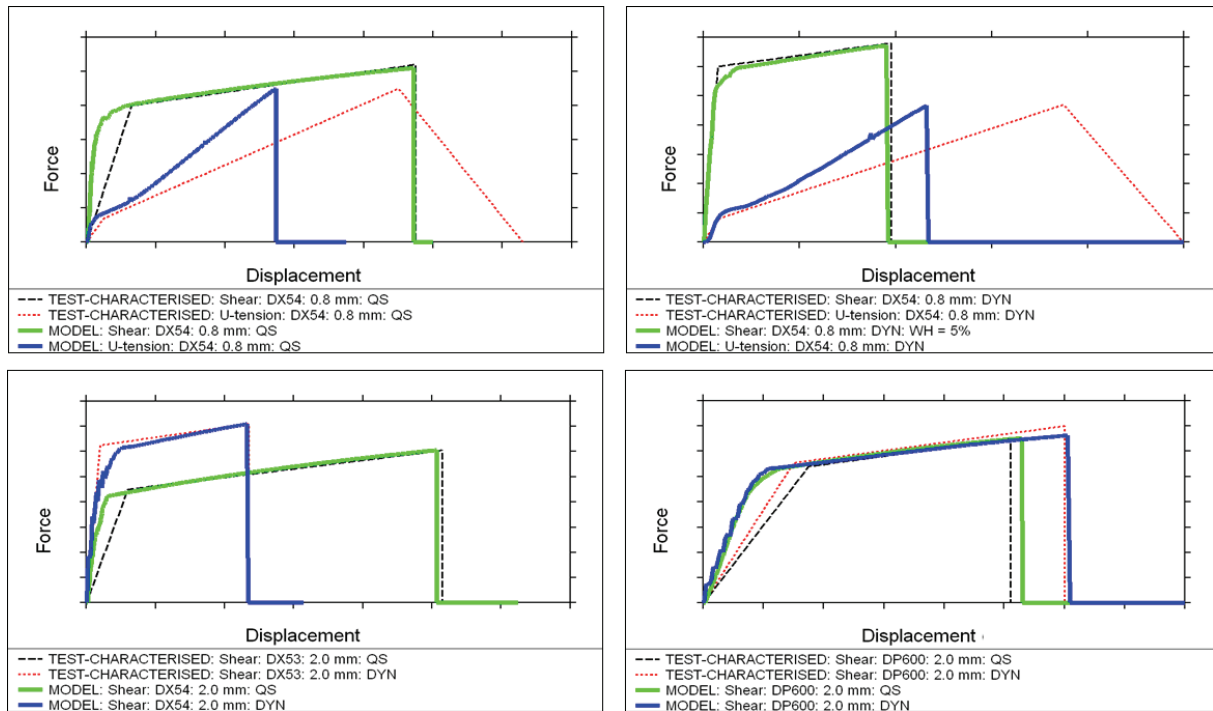 Force
Displacement
TEST-CHARACTERISED: Shear: DX54: 0.8 mm: QS
TEST-CHARACTERISED: U-tension: DX54: 0.8 mm: QS
MODEL: Shear: DX54: 0.8 mm: QS
MODEL: U-tension: DX54: 0.8 mm: QS
Force
Displacement
TEST-CHARACTERISED: Shear: DX54: 0.8 mm: DYN
TEST-CHARACTERISED: U-tension: DX54: 0.8 mm: DYN
MODEL: Shear: DX54: 0.8 mm: DYN: WH = 5%
MODEL: U-tension: DX54: 0.8 mm: DYN
Force
Displacement
TEST-CHARACTERISED: Shear: DX53: 2.0 mm: QS
TEST-CHARACTERISED: Shear: DX53: 2.0 mm: DYN
MODEL: Shear: DX54: 2.0 mm: QS
MODEL: Shear: DX54: 2.0 mm: DYN
Force
Displacement
TEST-CHARACTERISED: Shear: DP600: 2.0 mm: QS
TEST-CHARACTERISED: Shear: DP600: 2.0 mm: DYN
MODEL: Shear: DP600: 2.0 mm: QS
MODEL: Shear: DP600: 2.0 mm: DYN